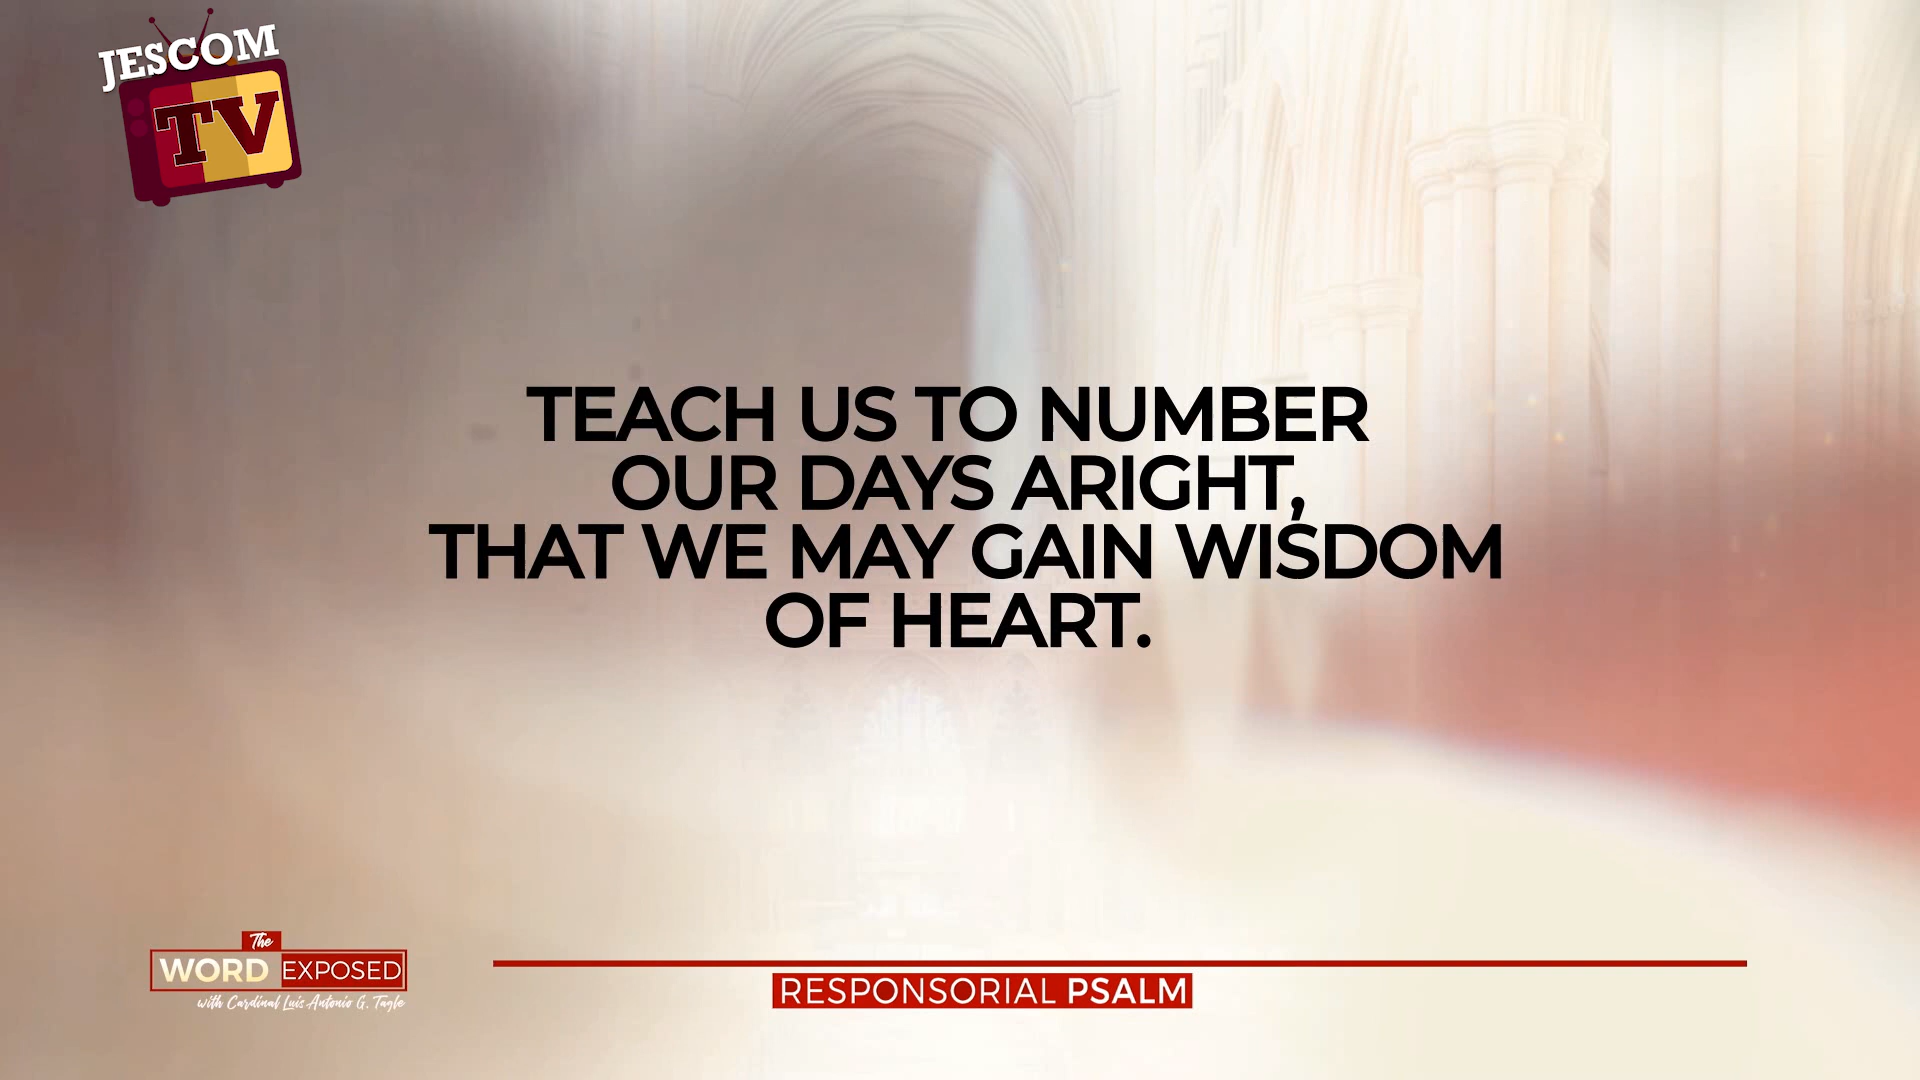 JESCOM
TV
TEACH US TO NUMBER
OUR DAYS ARIGHT,
THAT WE MAY GAIN WISDOM
OF HEART.
The
WORD EXPOSED
with Cardinal Luis Antonio G. Tagle
RESPONSORIAL PSALM